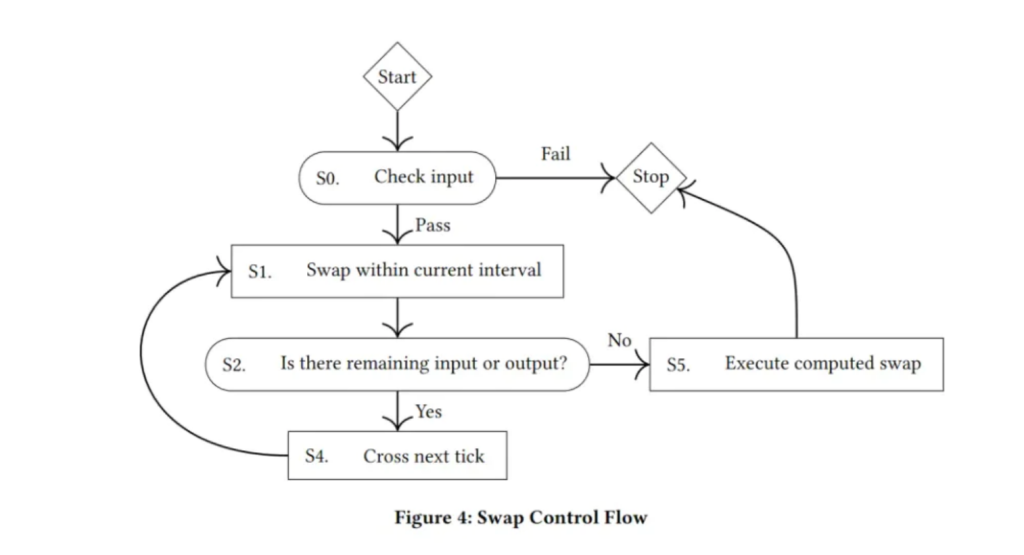 Start
Fail
S0. Check input
Stop
Pass
S1. Swap within current interval
No
S2. Is there remaining input or output?
S5. Execute computed swap
Yes
S4. Cross next tick
Figure 4: Swap Control Flow